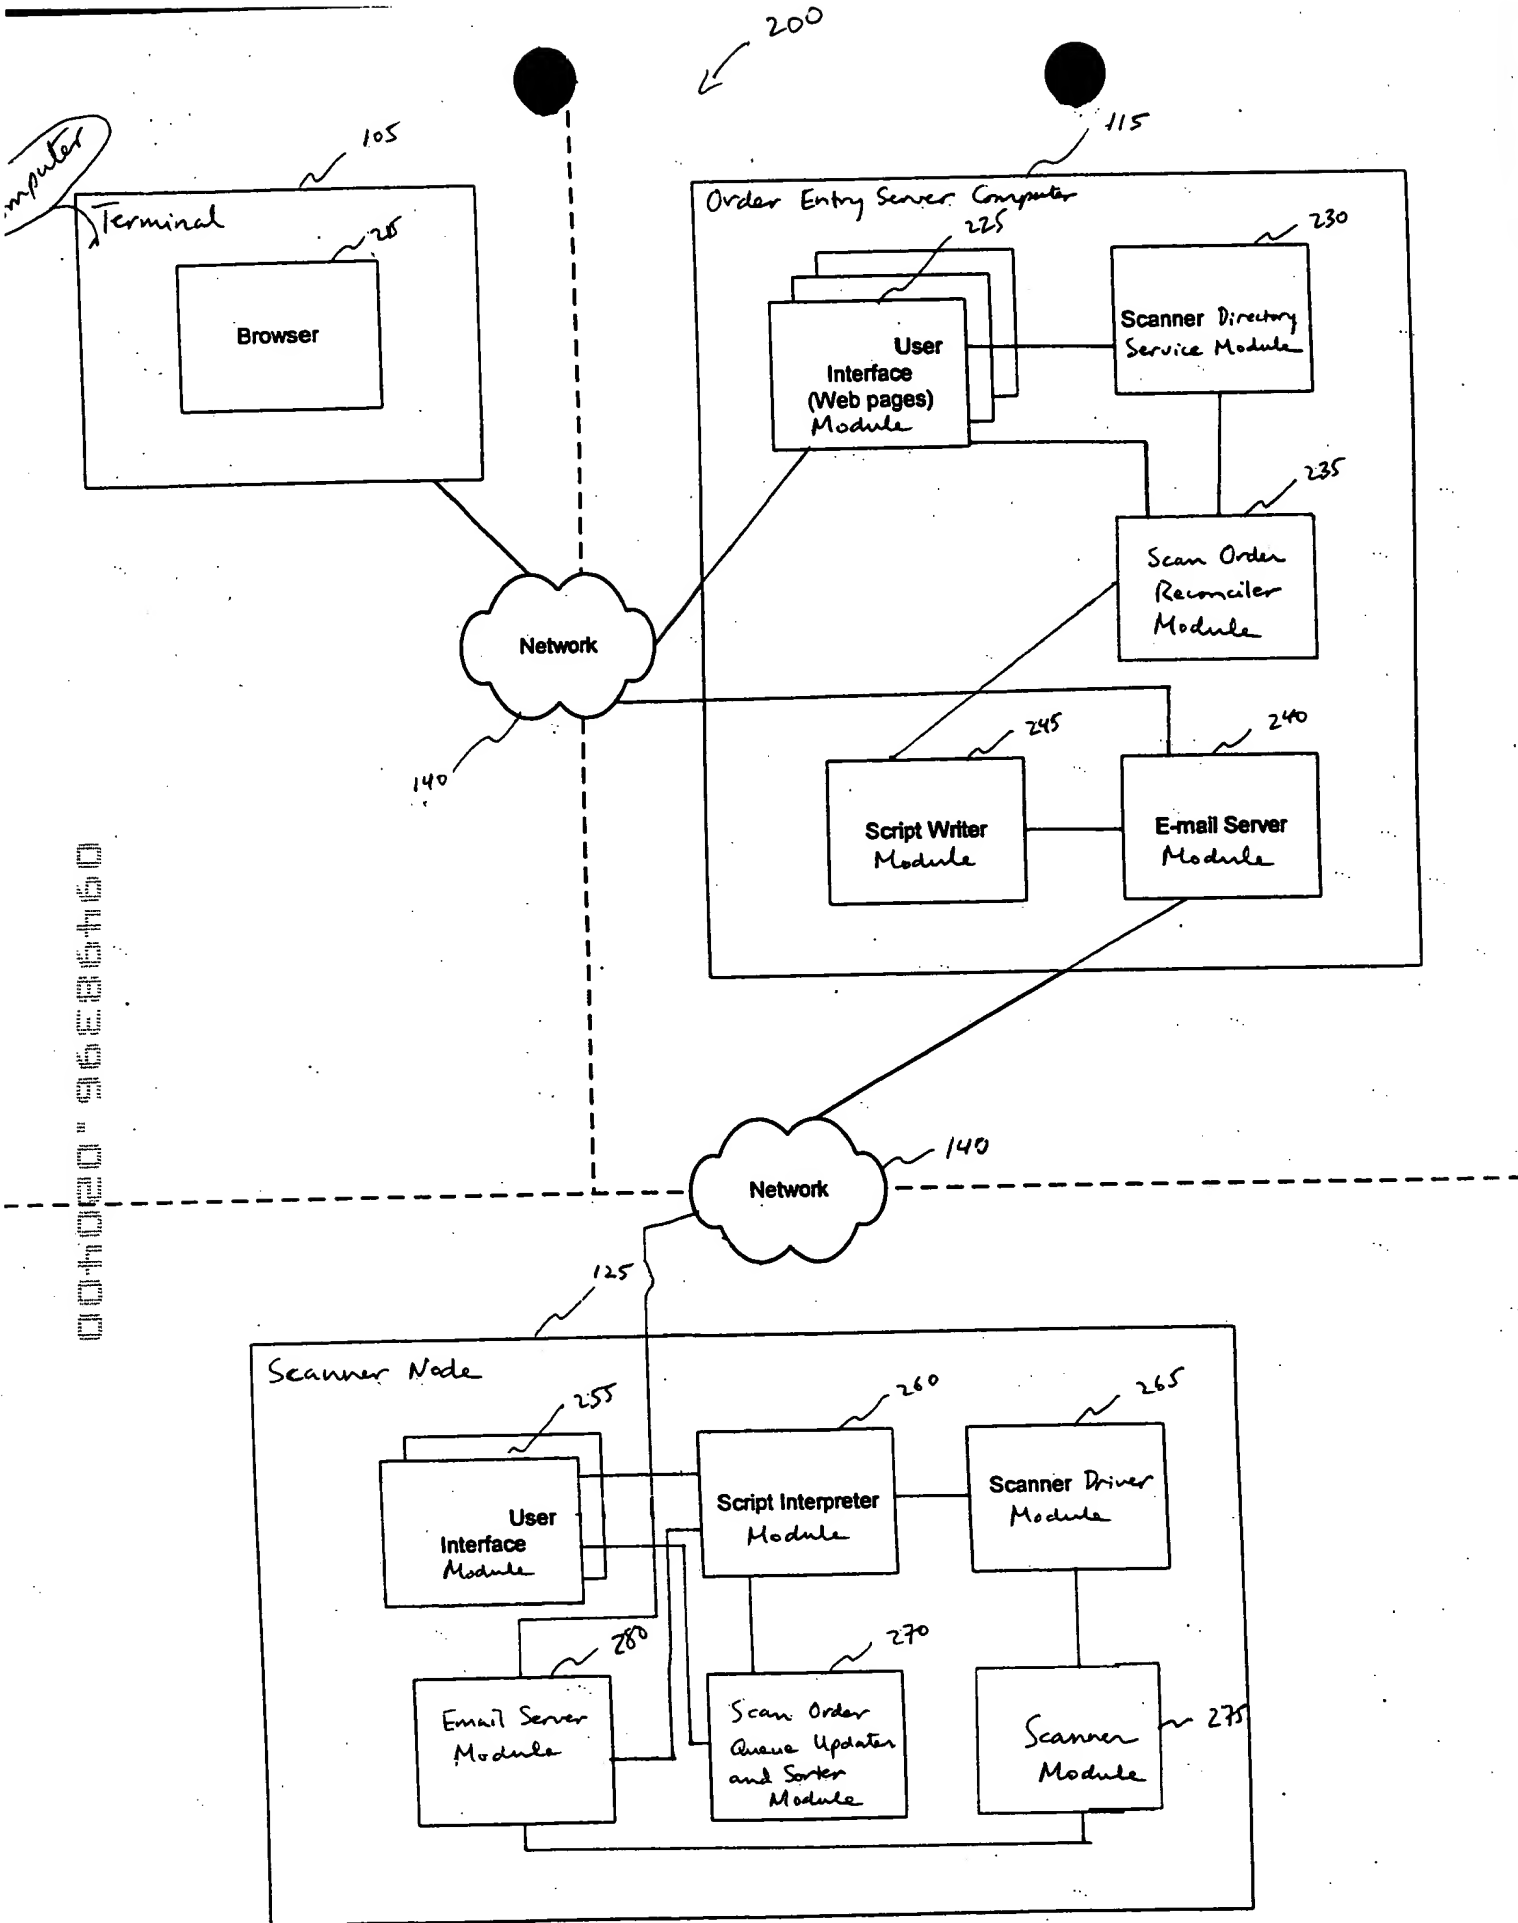 200
105
115
Terminal
Browser
Order Entry Server Computer
225
230
User
Interface
(Web pages)
Module
Scanner Directory
Service Module
235
Scan Order
Reconciler
Module
Network
140
245
240
Script Writer
Module
E-mail Server
Module
Network
140
125
Scanner Node
255
260
265
User
Interface
Module
Script Interpreter
Module
Scanner Driver
Module
280
270
275
Email Server
Module
Scan Order
Queue Updater
and Sorter
Module
Scanner
Module